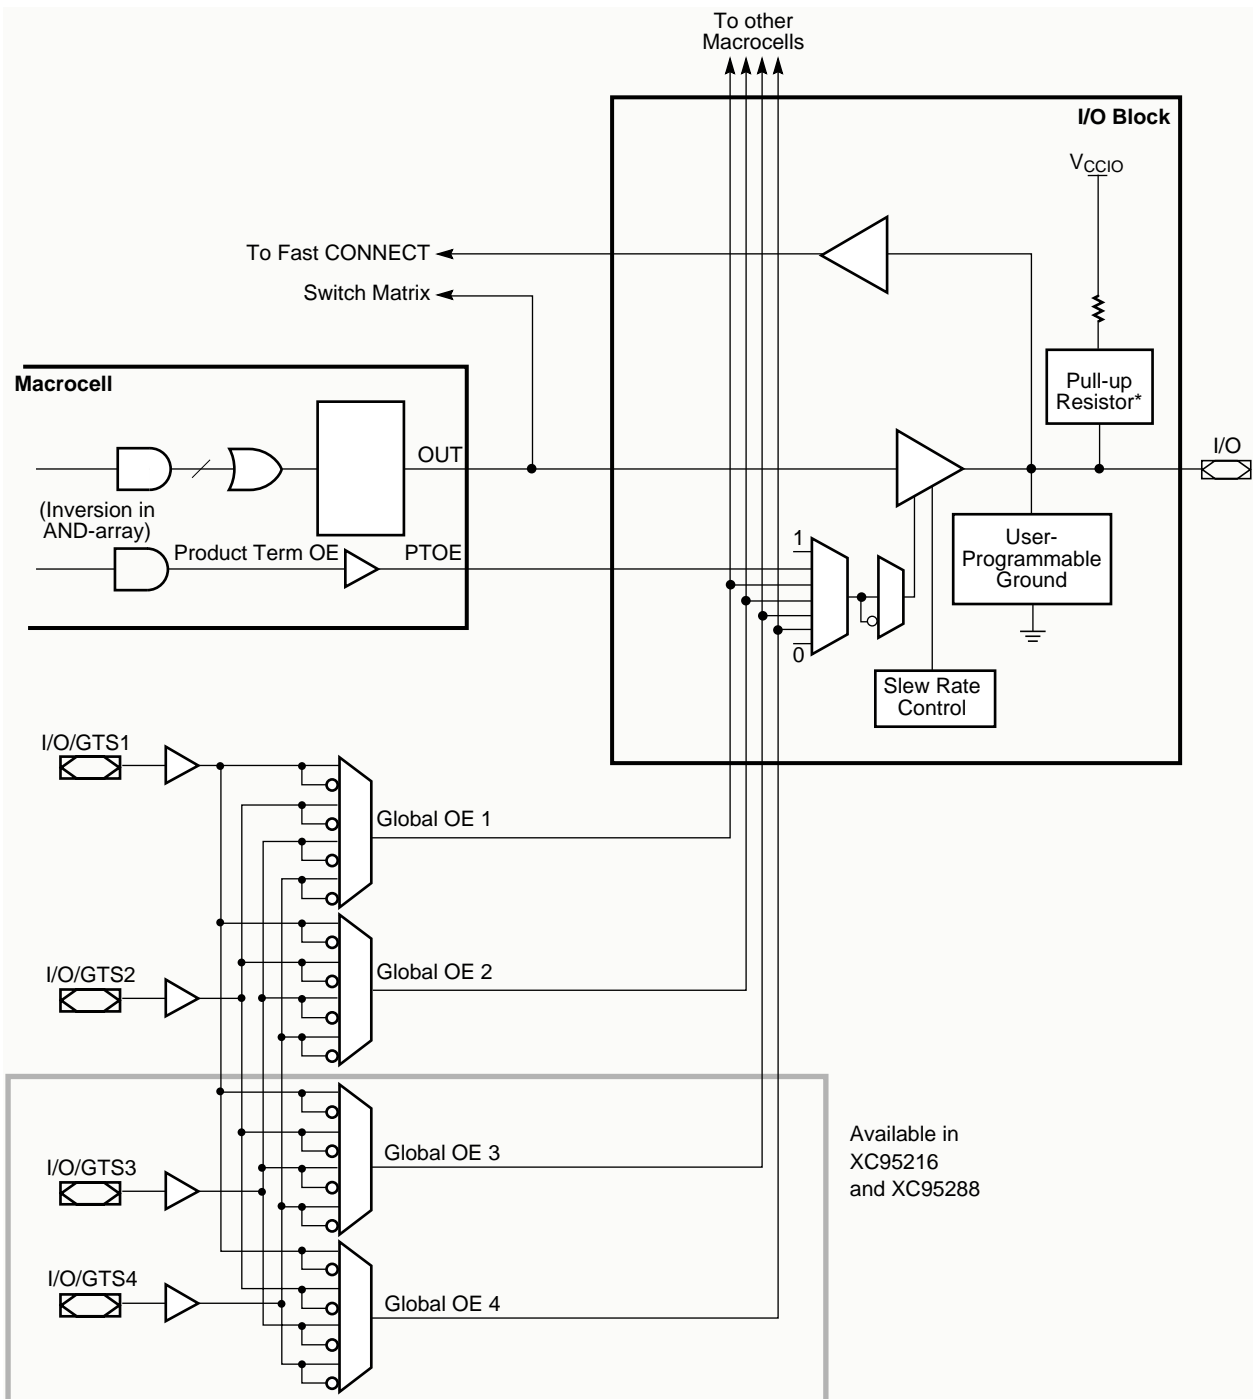 To other
Macrocells
I/O Block
VCCIO
To Fast CONNECT
Switch Matrix
Pull-up
Resistor*
Macrocell
OUT
I/O
(Inversion in
AND-array)
Product Term OE
PTOE
1
User-
Programmable
Ground
0
Slew Rate
Control
I/O/GTS1
Global OE 1
I/O/GTS2
Global OE 2
Available in
XC95216
and XC95288
I/O/GTS3
Global OE 3
I/O/GTS4
Global OE 4